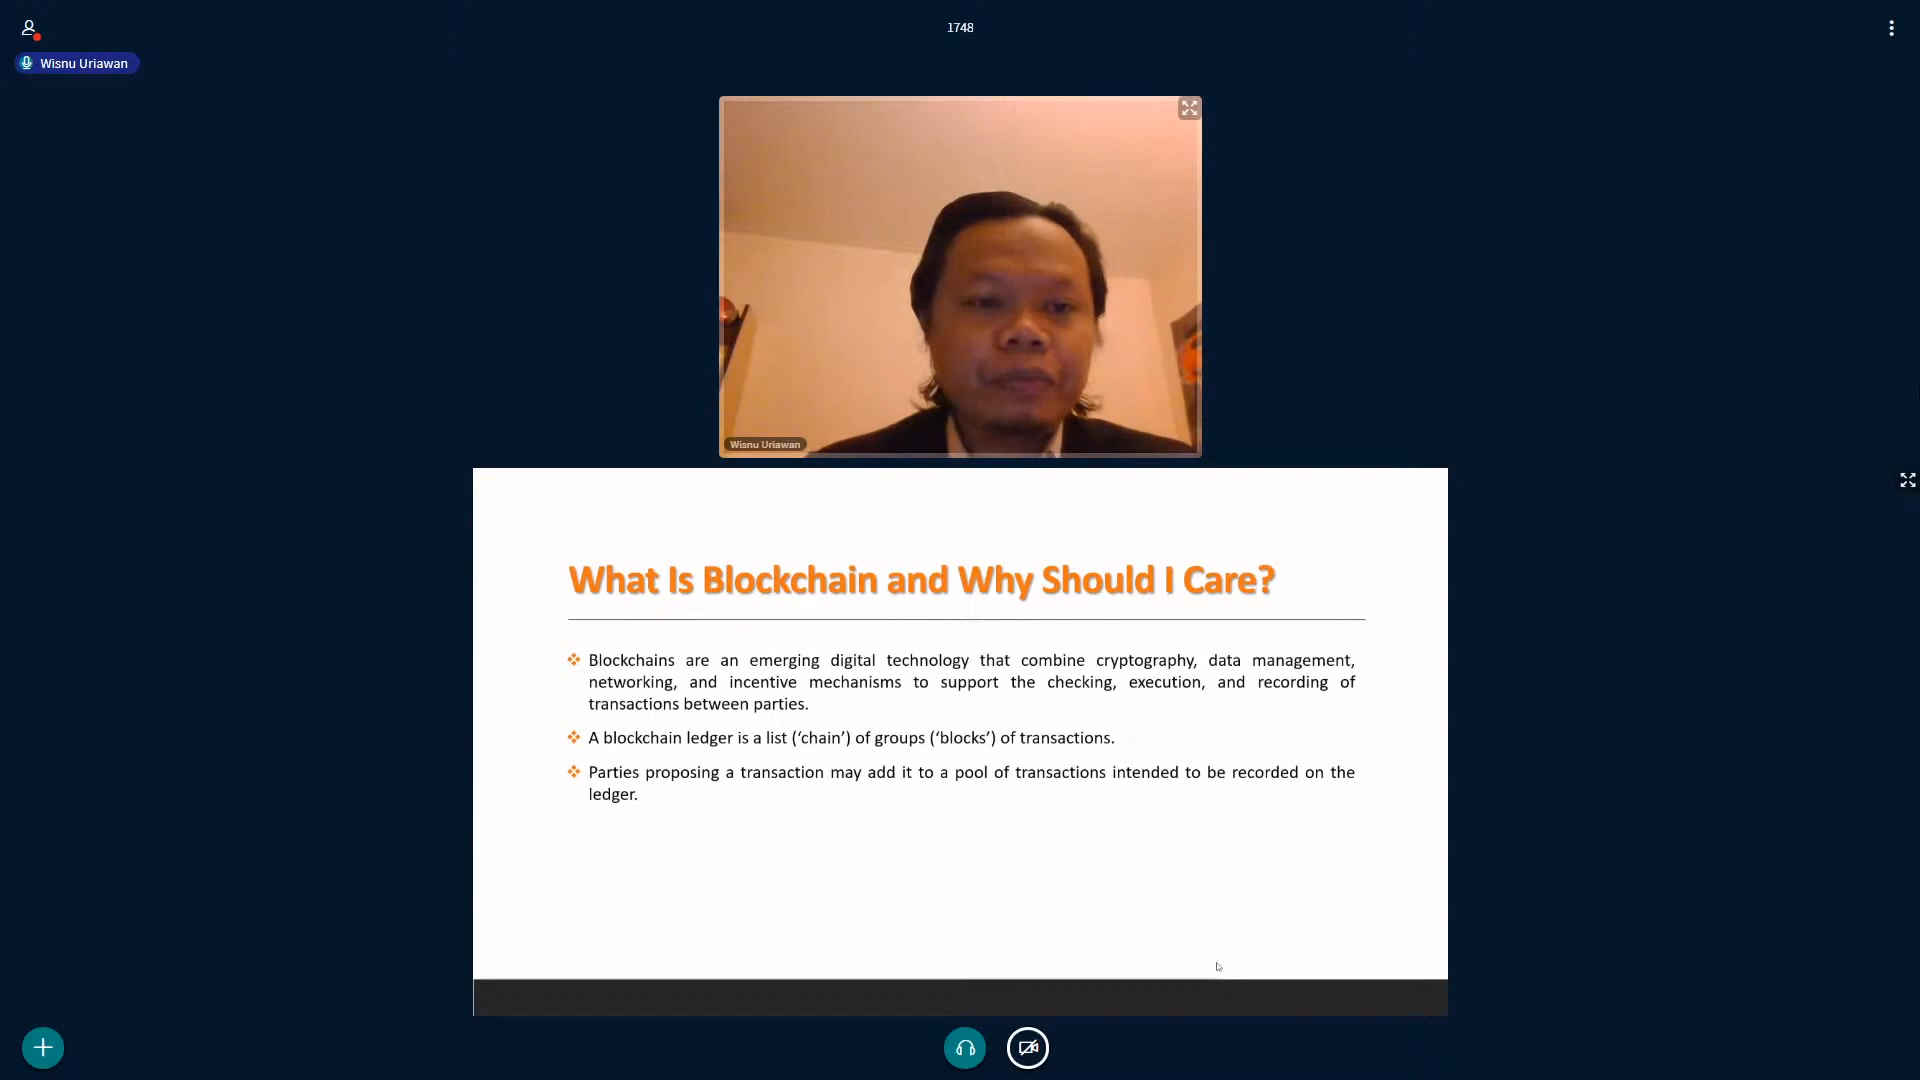 1748
Wisnu Uriawan
Wisnu Uriawan
What Is Blockchain and Why Should I Care?
Blockchains are an emerging digital technology that combine cryptography, data management,
networking, and incentive mechanisms to support the checking, execution, and recording of
transactions between parties.
A blockchain ledger is a list (‘chain’) of groups (‘blocks’) of transactions.
Parties proposing a transaction may add it to a pool of transactions intended to be recorded on the
ledger.